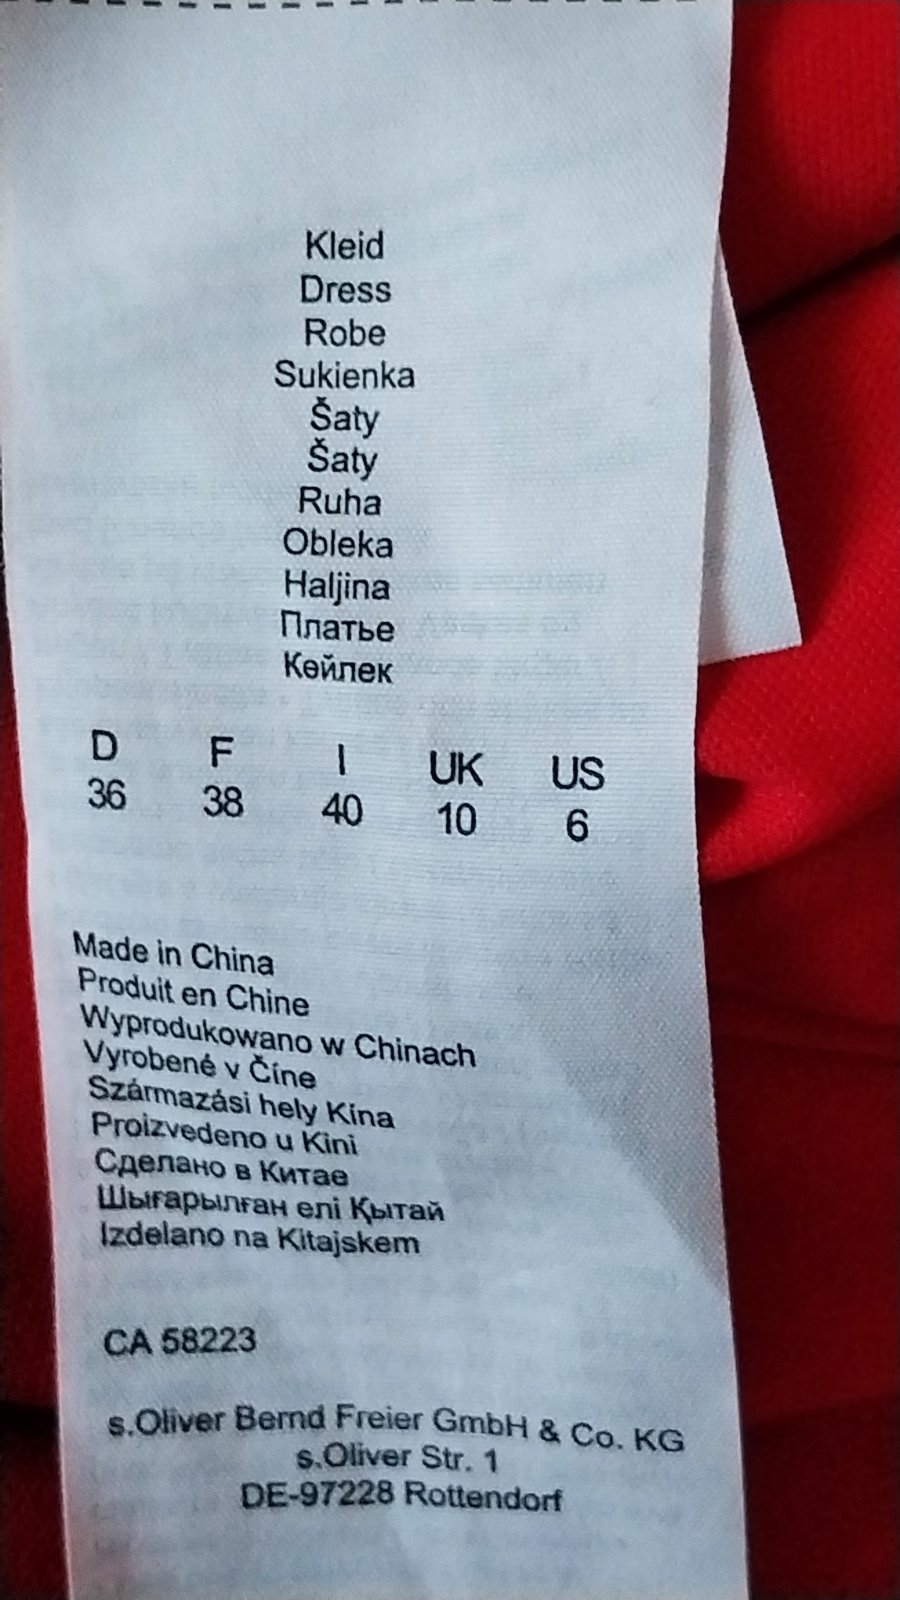 Kleid
Dress
Robe
Sukienka
Šaty
Šaty
Ruha
Obleka
Haljina
Платье
Көйлек
D F I UK US
36 38 40 10 6
Made in China
Produit en Chine
Wyprodukowano w Chinach
Vyrobené v Číne
Származási hely Kína
Proizvedeno u Kini
Сделано в Китае
Шығарылған елі Қытай
Izdelano na Kitajskem
CA 58223
s.Oliver Bernd Freier GmbH & Co. KG
s.Oliver Str. 1
DE-97228 Rottendorf